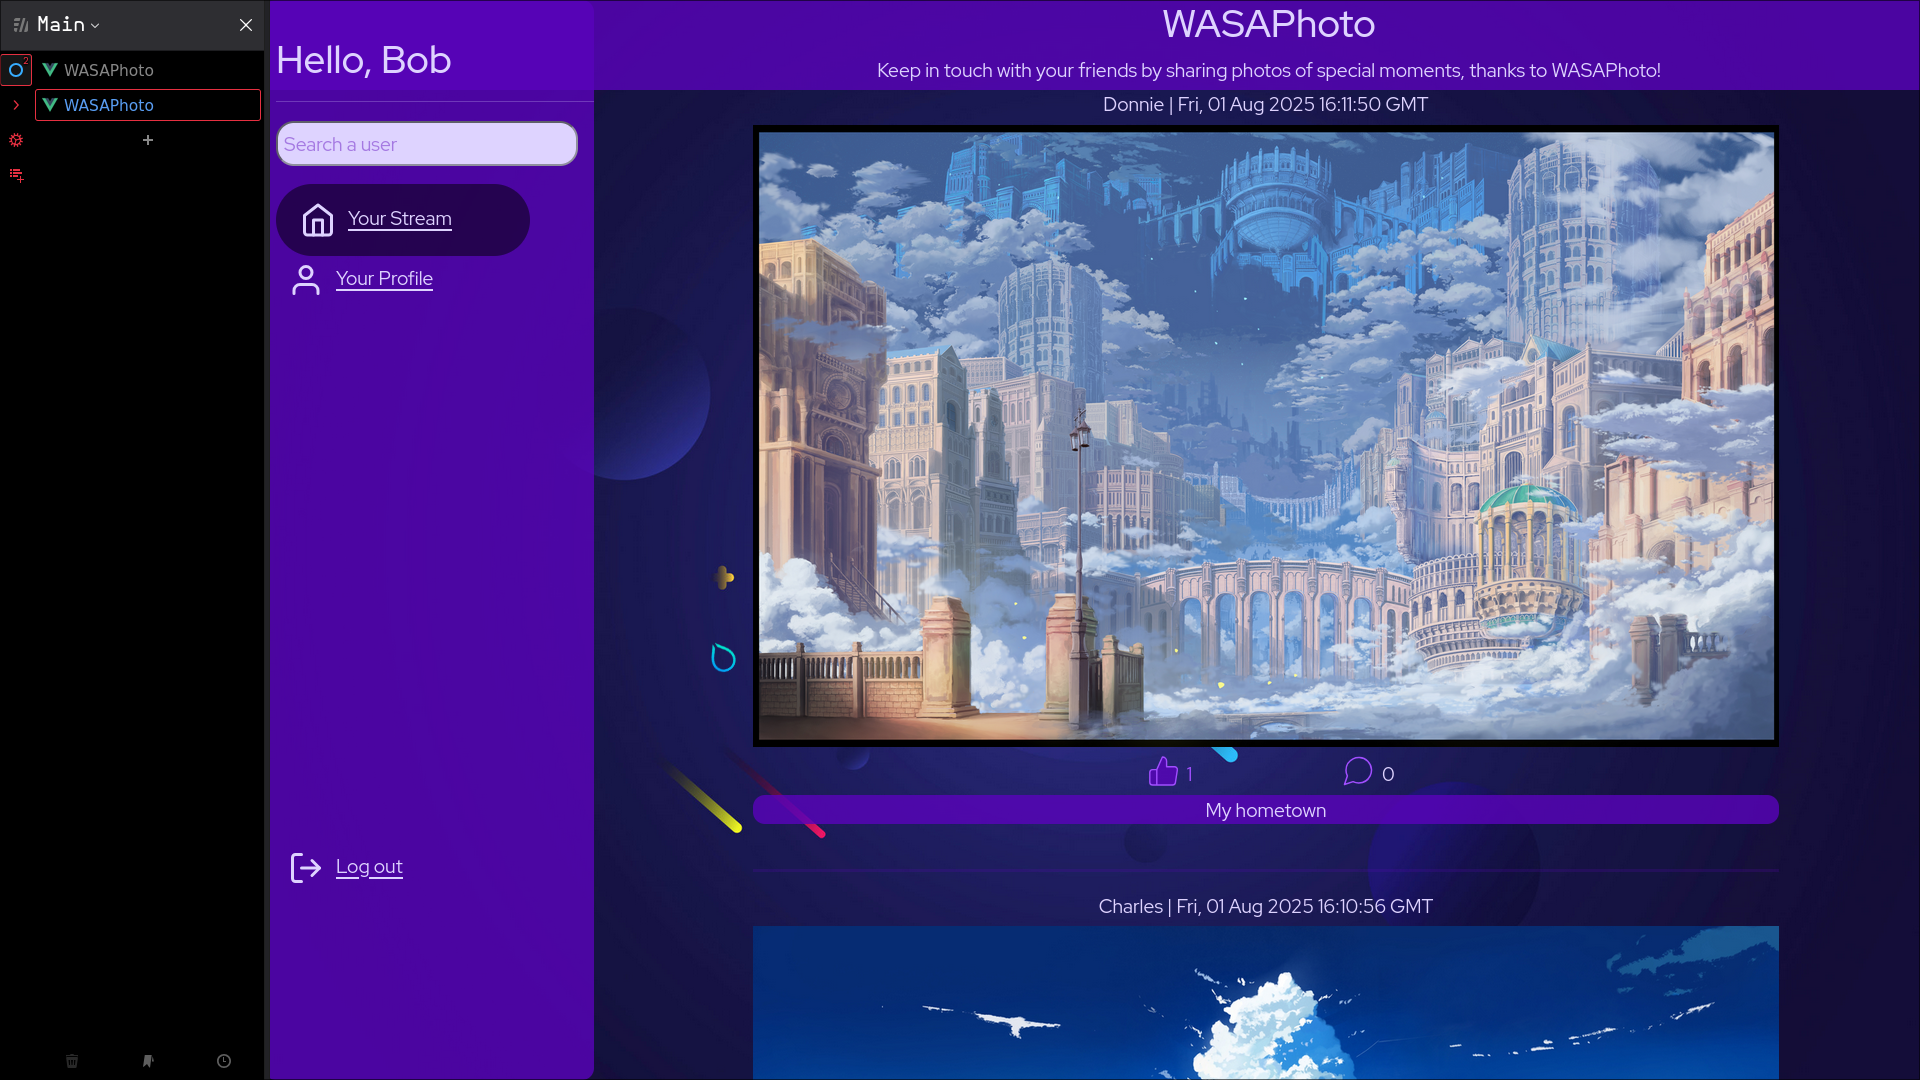 Main
2
WASAPhoto
WASAPhoto
Hello, Bob
Search a user
Your Stream
Your Profile
Log out
WASAPhoto
Keep in touch with your friends by sharing photos of special moments, thanks to WASAPhoto!
Donnie | Fri, 01 Aug 2025 16:11:50 GMT
1
0
My hometown
Charles | Fri, 01 Aug 2025 16:10:56 GMT